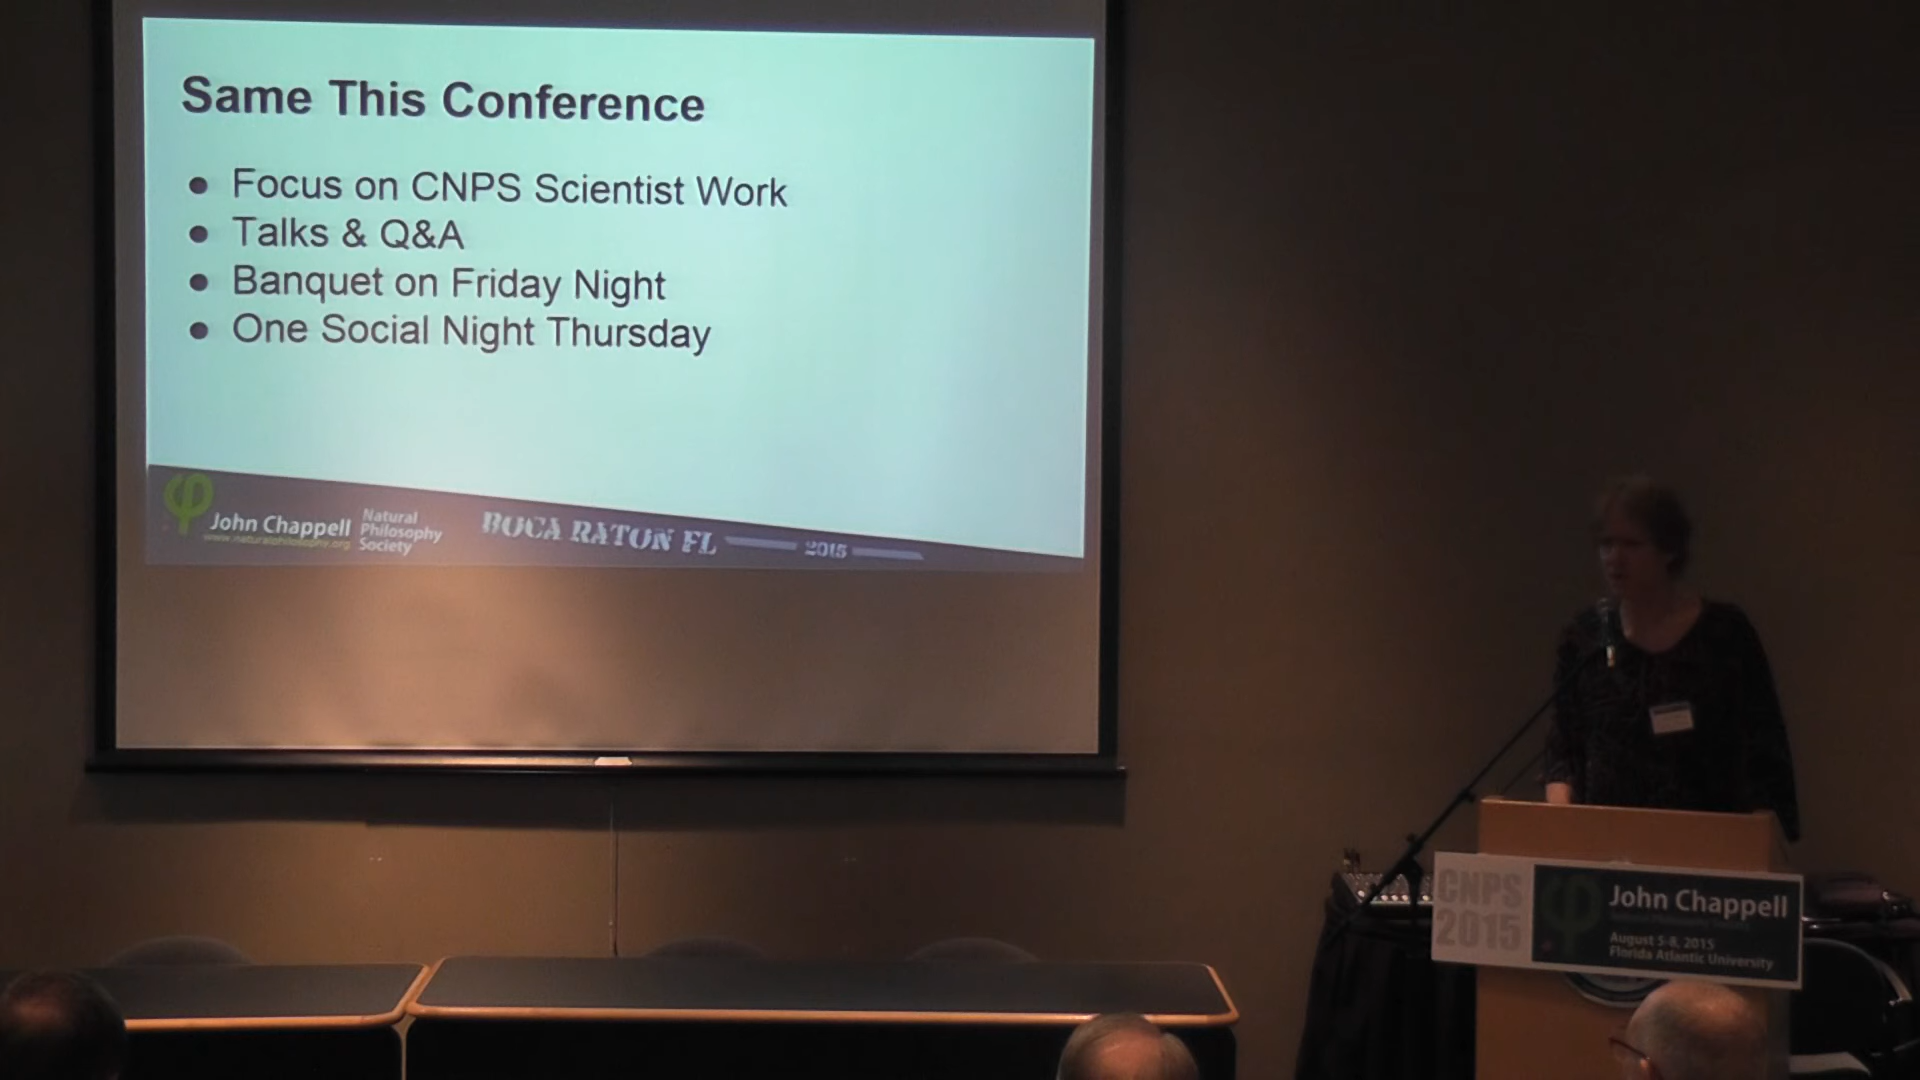 Same This Conference
● Focus on CNPS Scientist Work
● Talks & Q&A
● Banquet on Friday Night
● One Social Night Thursday
φ John Chappell
www.naturalphilosophy.org
Natural
Philosophy
Society
BOCA RATON FL
2015
CNPS
2015
φ John Chappell
August 5-8, 2015
Florida Atlantic University